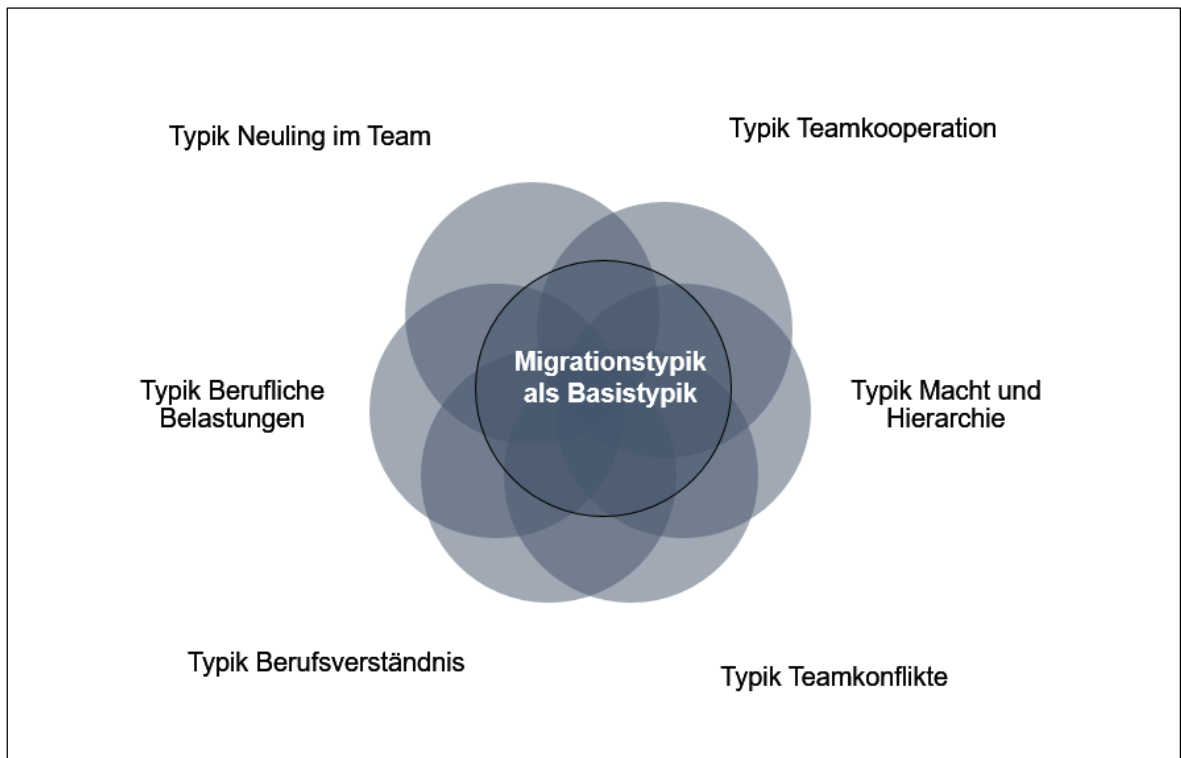 Typik Neuling im Team
Typik Teamkooperation
Migrationstypik
als Basistypik
Typik Berufliche
Belastungen
Typik Macht und
Hierarchie
Typik Berufsverständnis
Typik Teamkonflikte